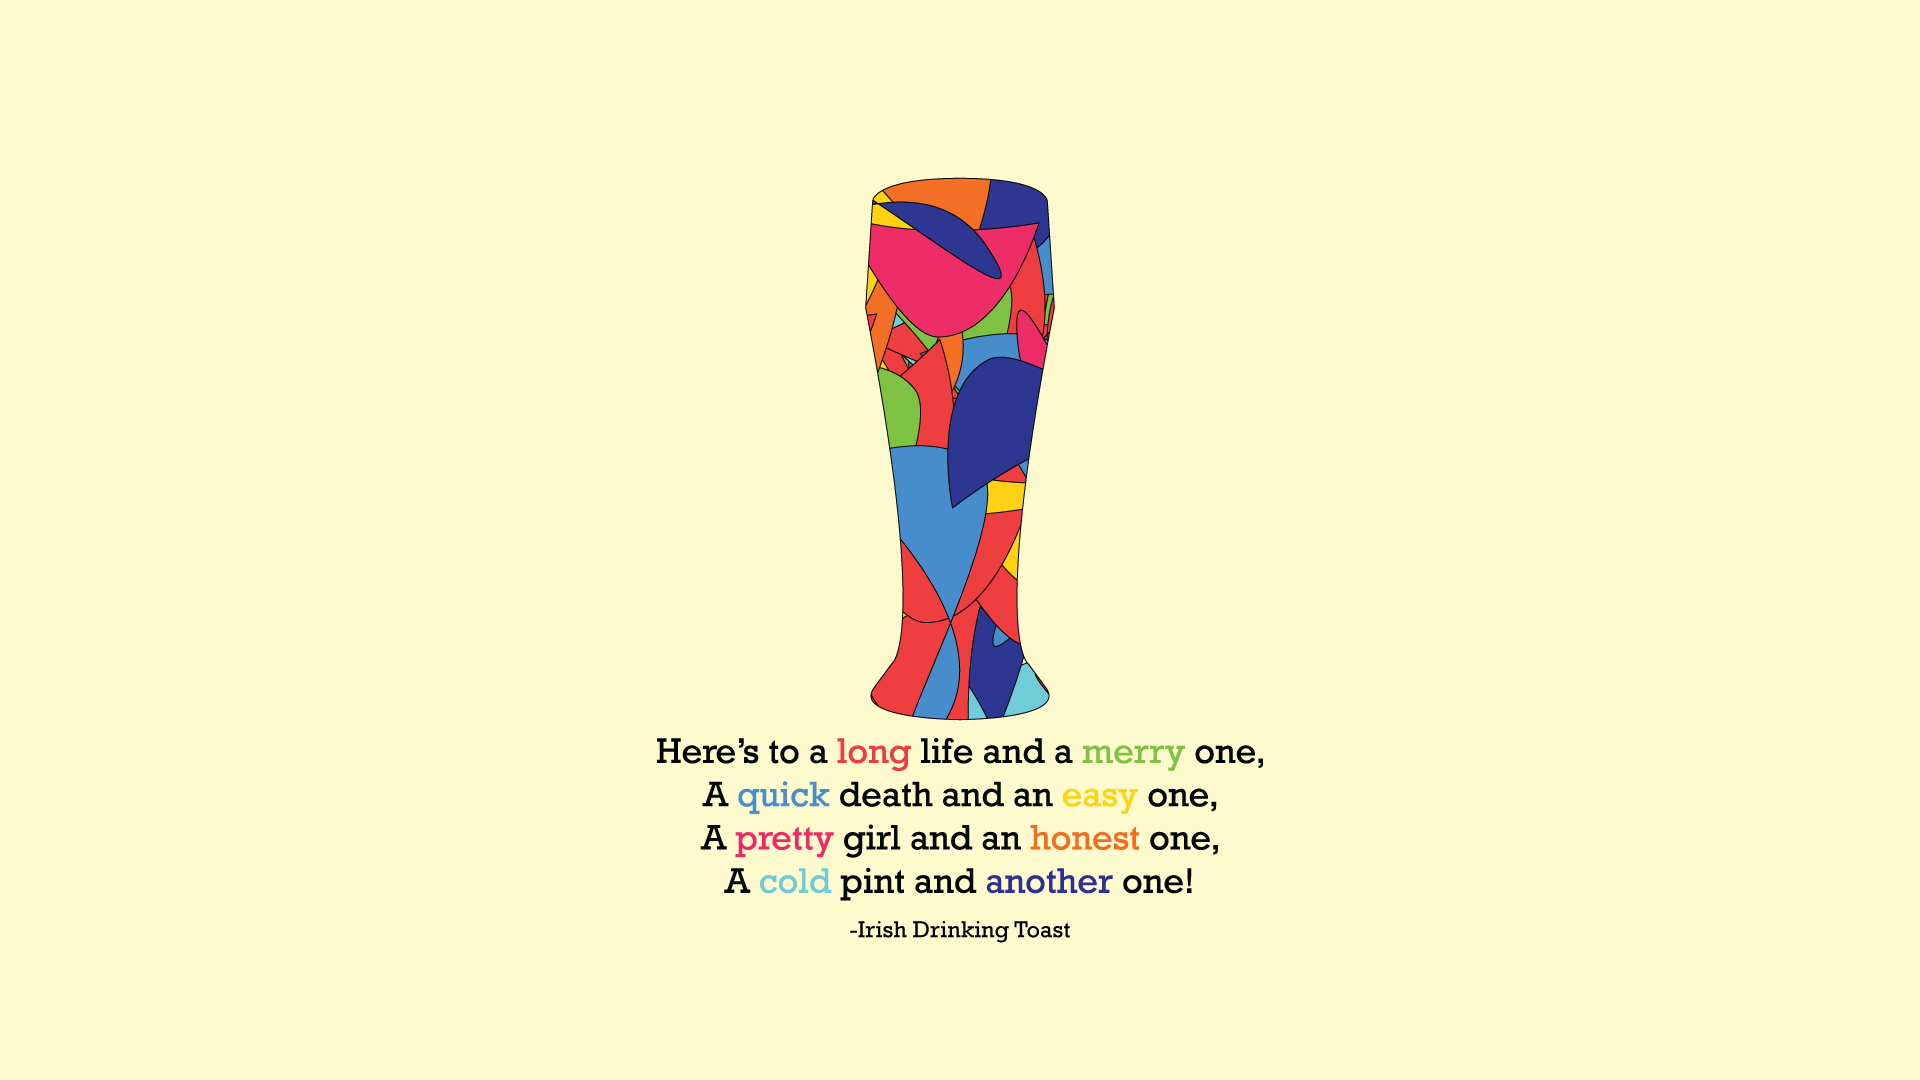 Here’s to a long life and a merry one,
A quick death and an easy one,
A pretty girl and an honest one,
A cold pint and another one!
-Irish Drinking Toast